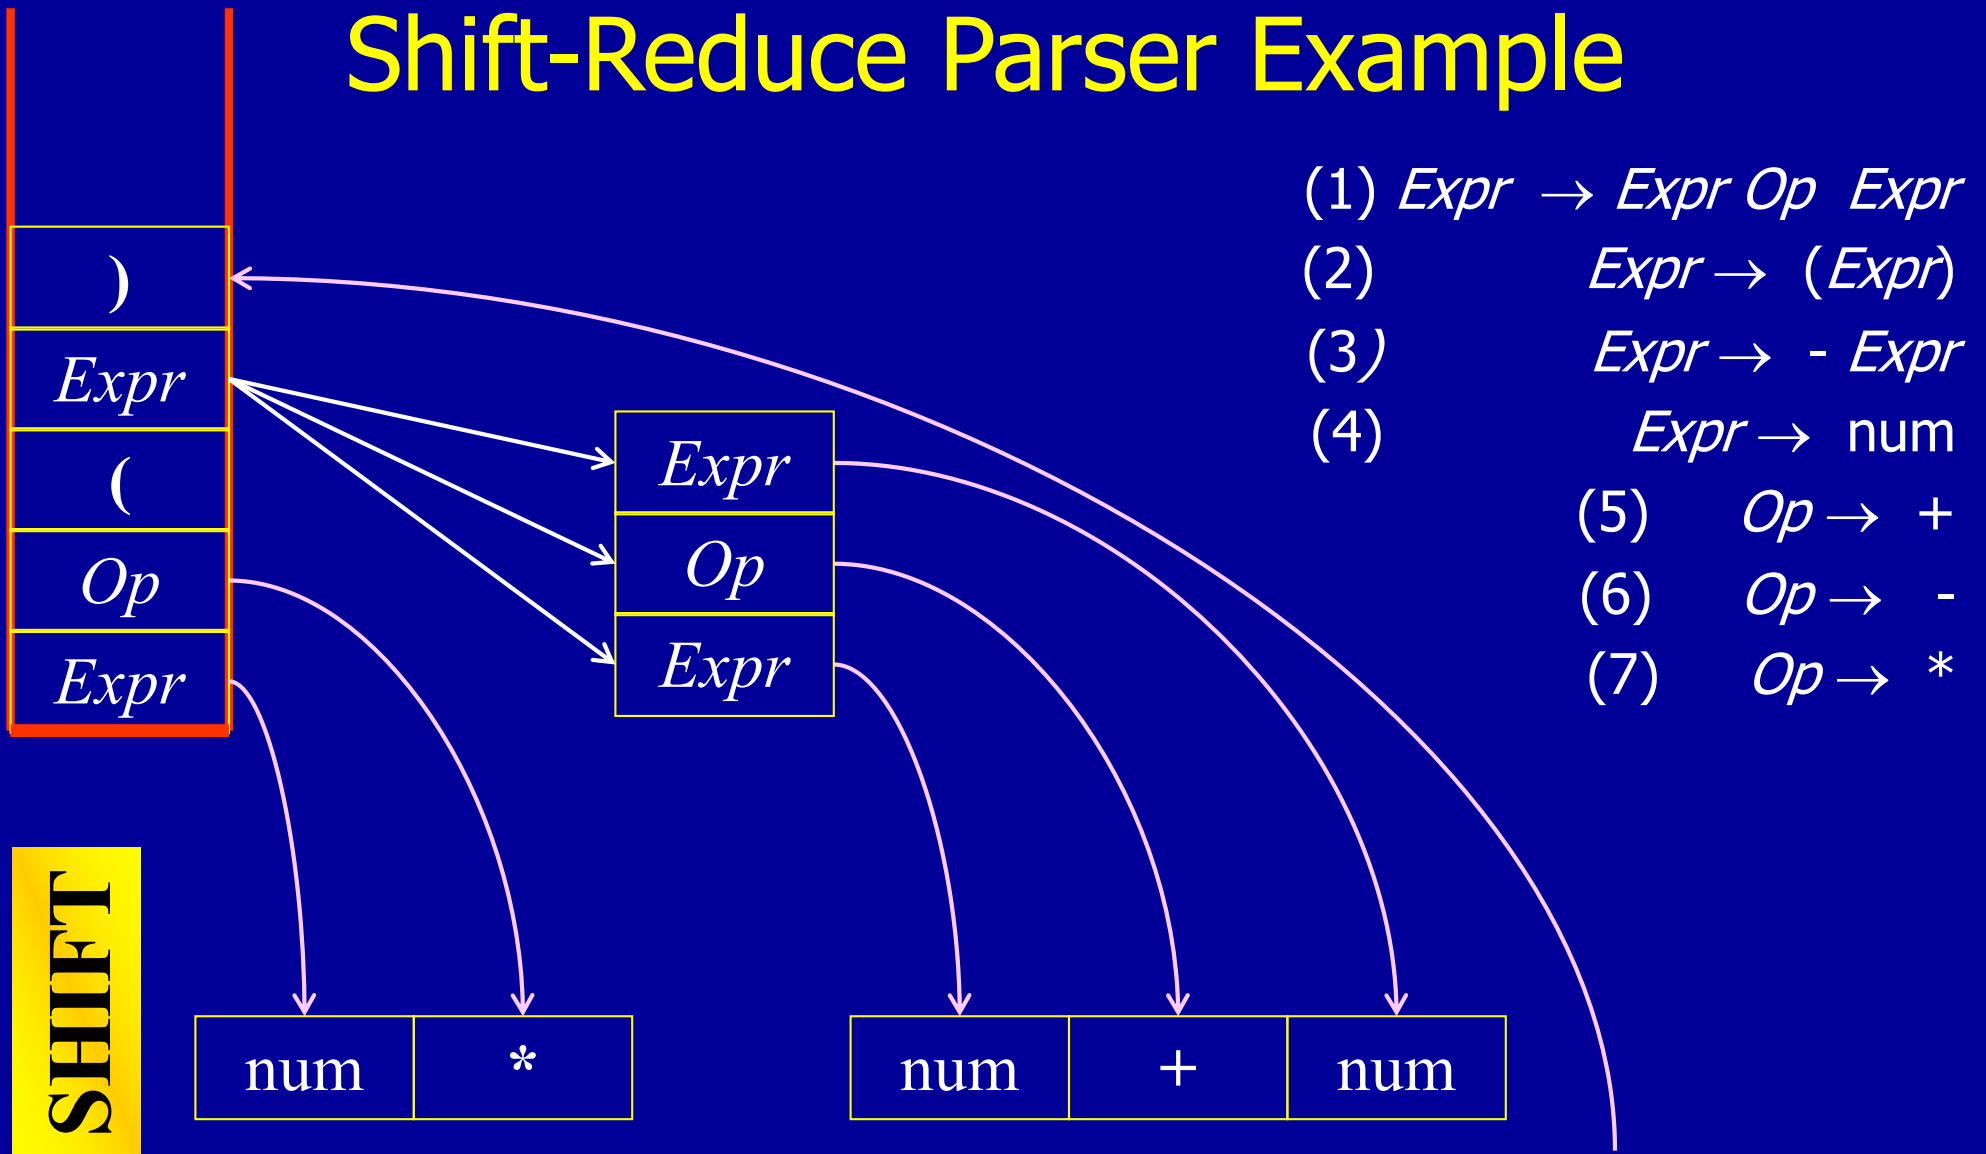 Shift-Reduce Parser Example
(1) Expr → Expr Op Expr
(2) Expr → (Expr)
(3) Expr → - Expr
(4) Expr → num
(5) Op → +
(6) Op → -
(7) Op → *
)
Expr
(
Op
Expr
Expr
Op
Expr
SHIFT
num * num + num